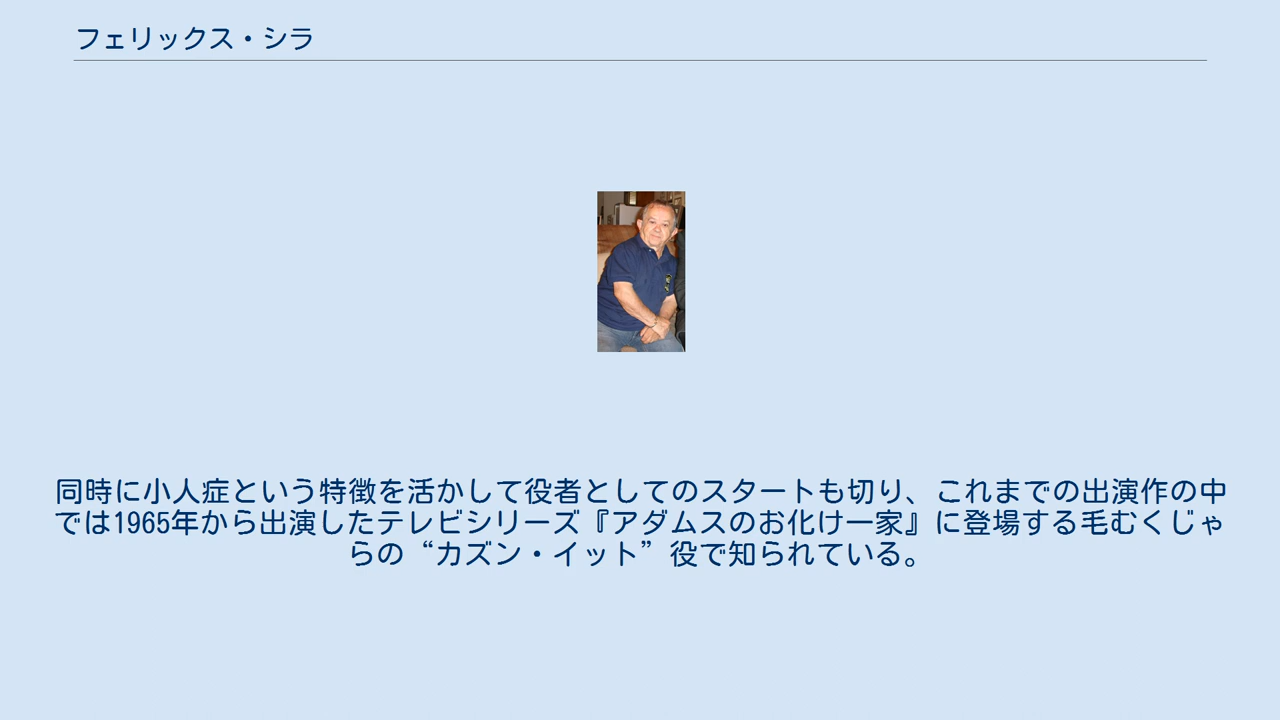 フェリックス・シラ
同時に小人症という特徴を活かして役者としてのスタートも切り、これまでの出演作の中
では1965年から出演したテレビシリーズ『アダムスのお化け一家』に登場する毛むくじゃ
らの“カズン・イット”役で知られている。